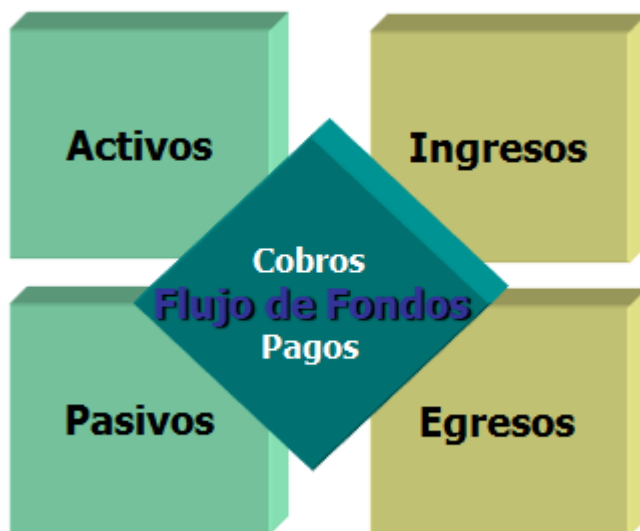 Activos
Ingresos
Cobros
Flujo de Fondos
Pagos
Pasivos
Egresos